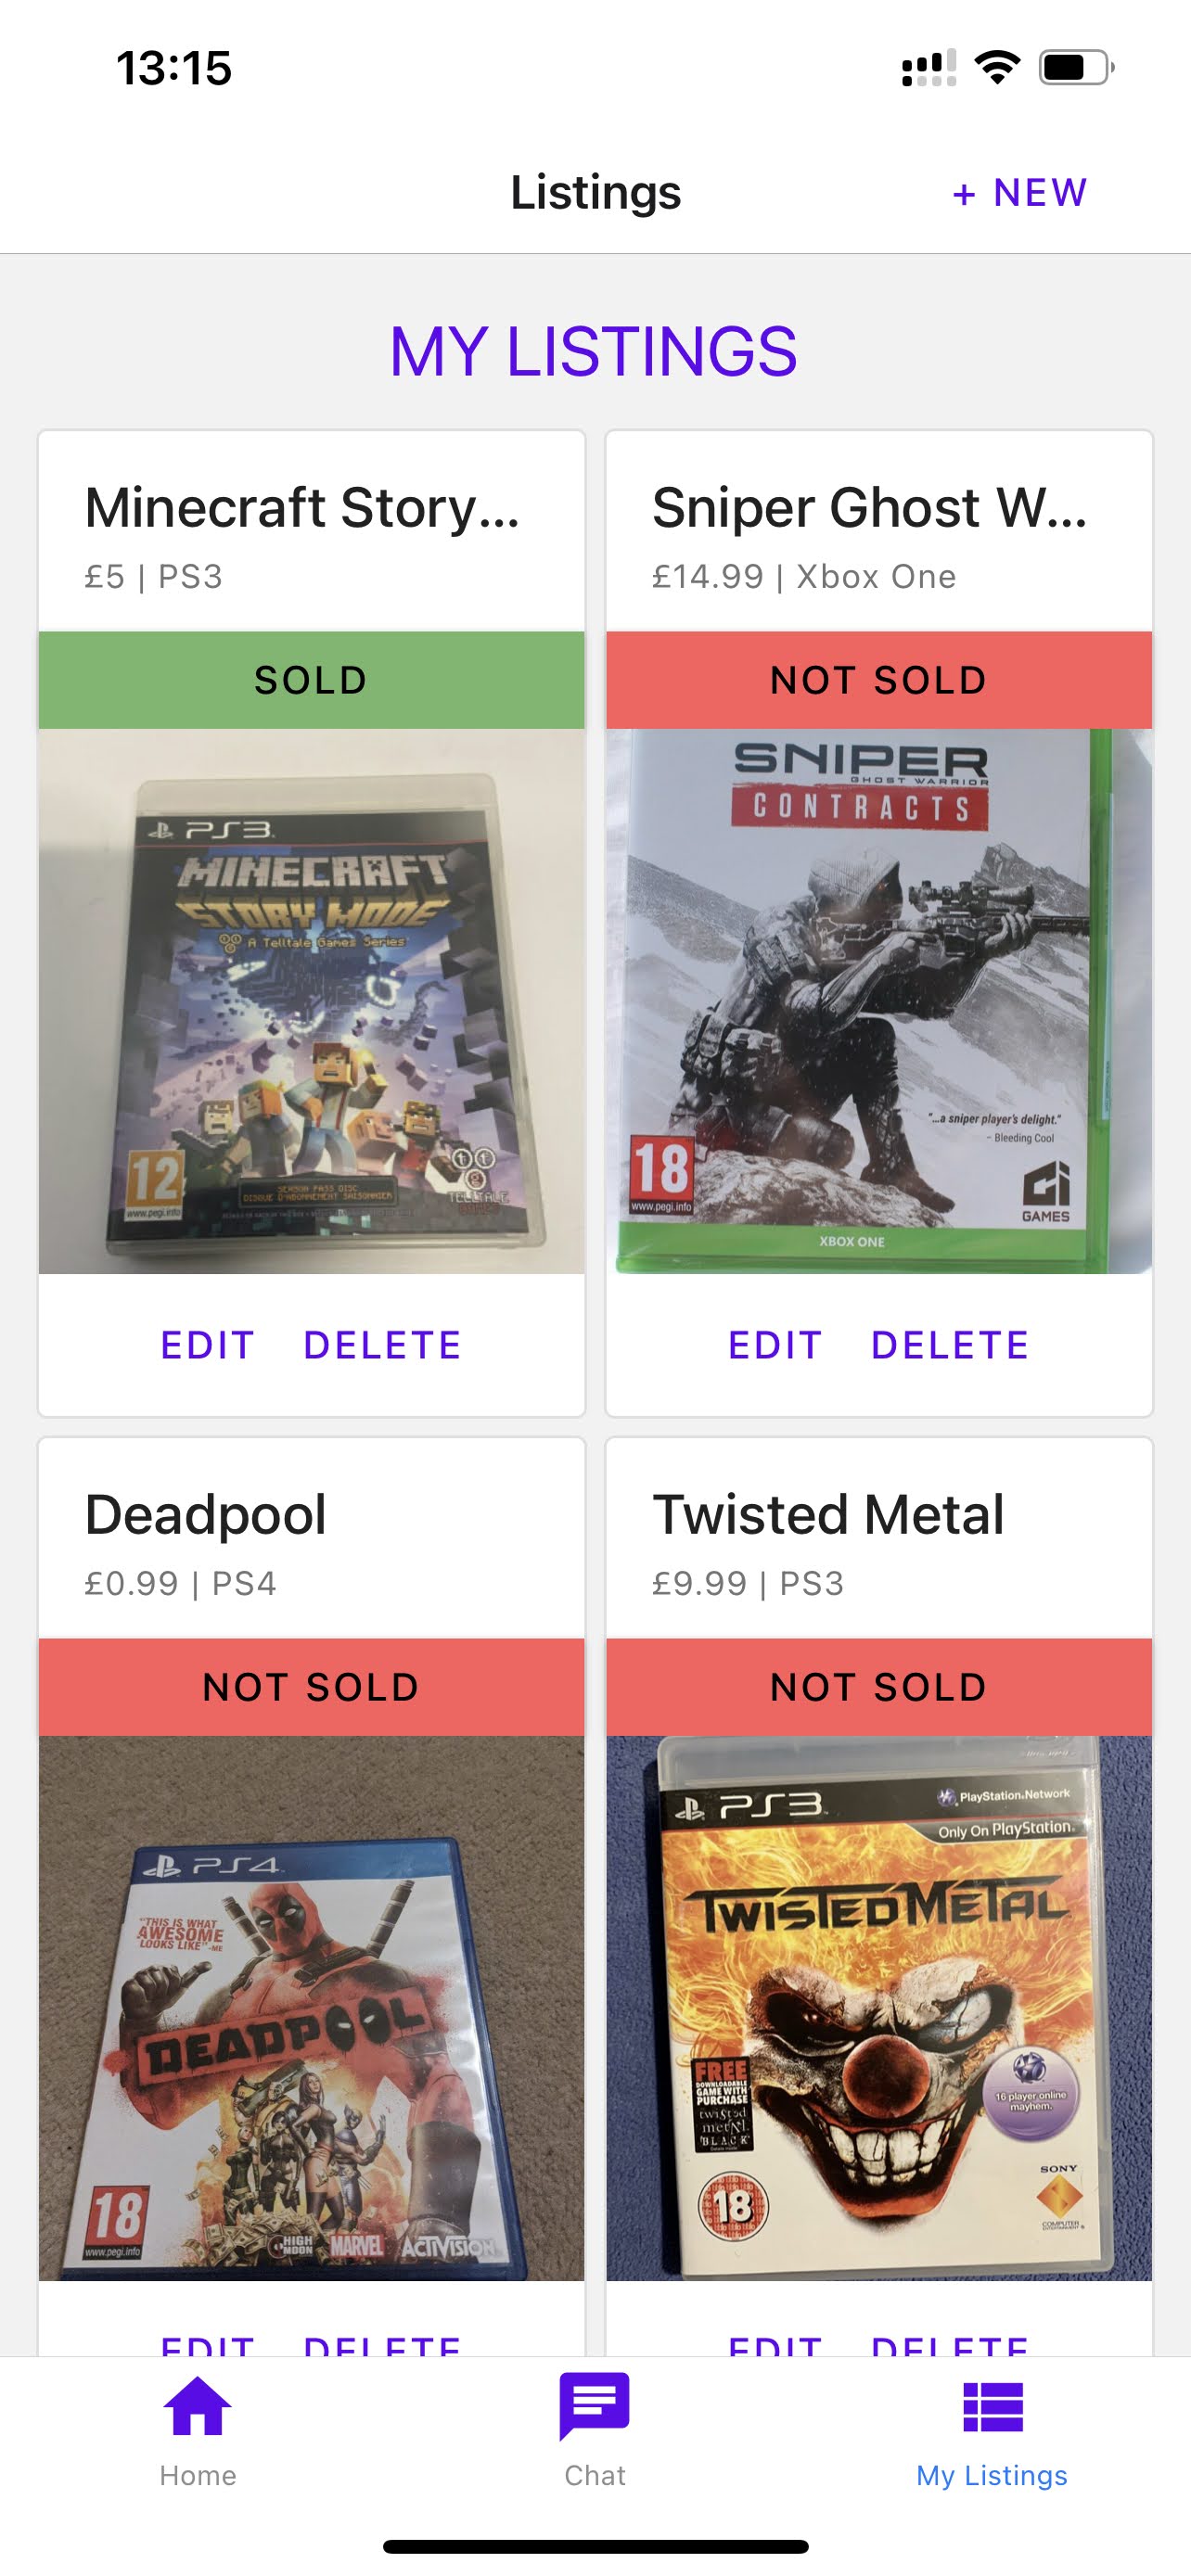 13:15
Listings
+ NEW
MY LISTINGS
Minecraft Story...
£5 | PS3
SOLD
PS3
MINECRAFT
STORY MODE
A Telltale Games Series
12
www.pegi.info
SEASON PASS DISC
DISQUE D'ABONNEMENT SAISONNIER
TELLTALE
GAMES
EDIT DELETE
Sniper Ghost W...
£14.99 | Xbox One
NOT SOLD
SNIPER
GHOST WARRIOR
CONTRACTS
"...a sniper player's delight."
– Bleeding Cool
18
www.pegi.info
GAMES
XBOX ONE
EDIT DELETE
Deadpool
£0.99 | PS4
NOT SOLD
PS4
"THIS IS WHAT
AWESOME
LOOKS LIKE" -ME
DEADPOOL
18
www.pegi.info
HIGH
MOON
MARVEL
ACTIVISION
EDIT DELETE
Twisted Metal
£9.99 | PS3
NOT SOLD
PS3
PlayStation Network
Only On PlayStation.
TWISTED METAL
FREE
DOWNLOADABLE
GAME WITH
PURCHASE
twisted
metal
BLACK
16 player online
mayhem.
18
SONY
COMPUTER
ENTERTAINMENT
EDIT DELETE
Home
Chat
My Listings